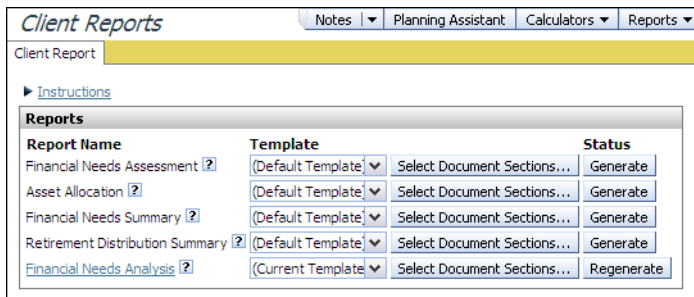 Client Reports Notes Planning Assistant Calculators Reports
Client Report
Instructions
Reports
Report Name Template Status
Financial Needs Assessment ? (Default Template) Select Document Sections... Generate
Asset Allocation ? (Default Template) Select Document Sections... Generate
Financial Needs Summary ? (Default Template) Select Document Sections... Generate
Retirement Distribution Summary ? (Default Template) Select Document Sections... Generate
Financial Needs Analysis ? (Current Template Select Document Sections... Regenerate